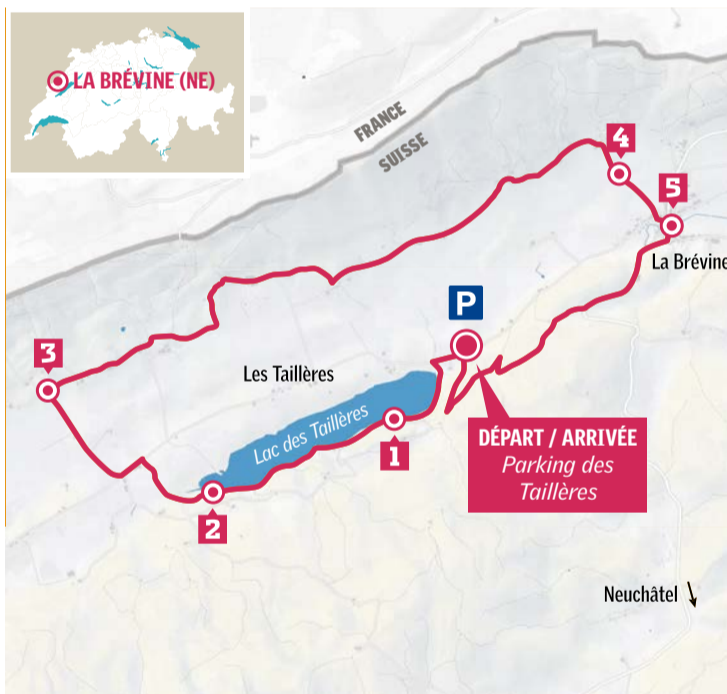 LA BRÉVINE (NE)
FRANCE
SUISSE
4
5
La Brévine
P
3
Les Taillères
Lac des Taillères
1
DÉPART / ARRIVÉE
Parking des
Taillères
2
Neuchâtel